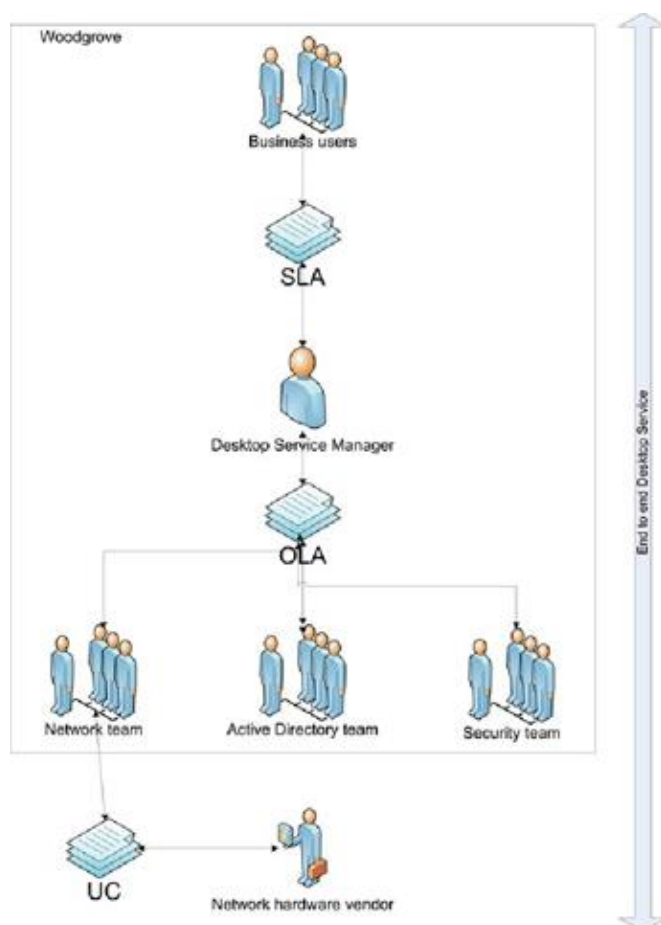 Woodgrove
Business users
SLA
Desktop Service Manager
OLA
Network team
Active Directory team
Security team
UC
Network hardware vendor
End to end Desktop Service